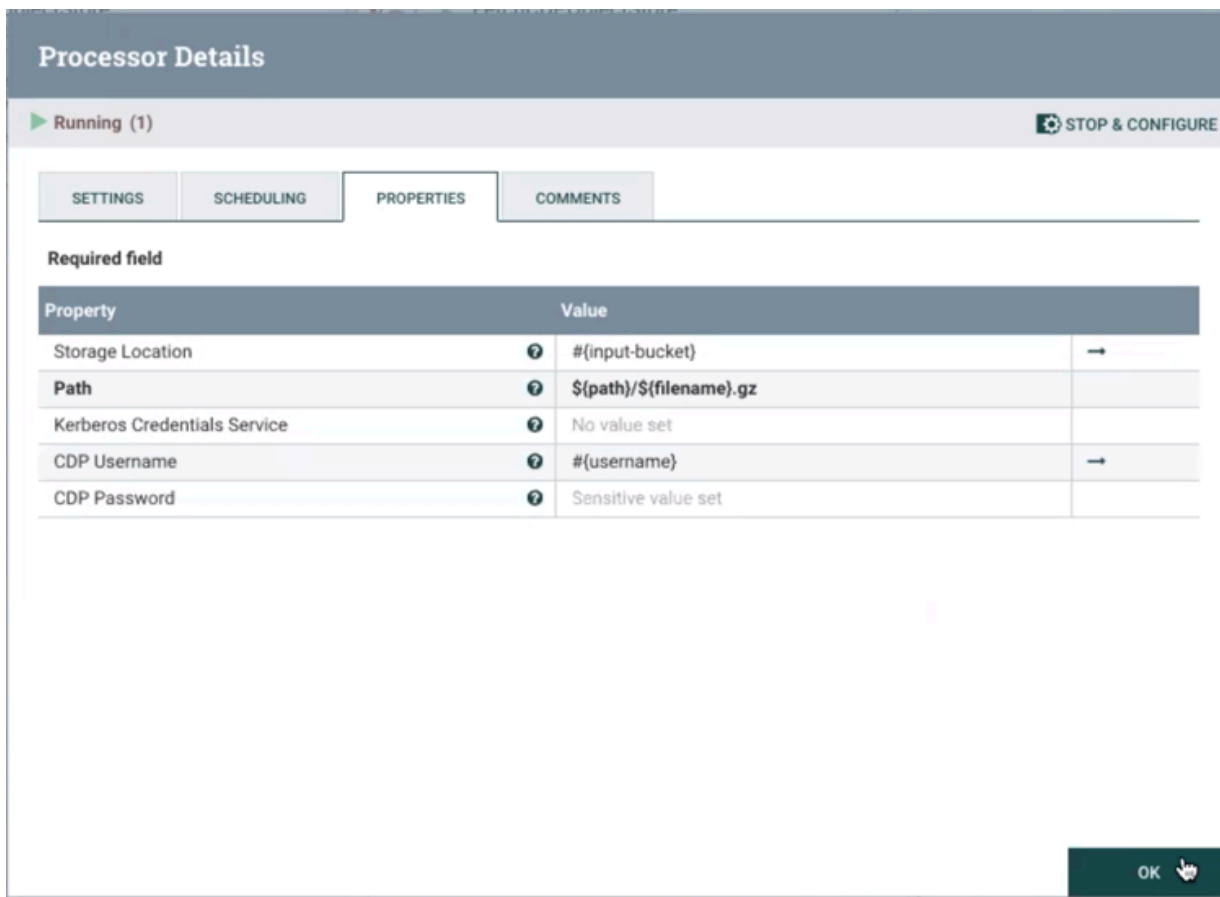 Processor Details
Running (1)
STOP & CONFIGURE
SETTINGS SCHEDULING PROPERTIES COMMENTS
Required field
Property Value
Storage Location #{input-bucket}
Path ${path}/${filename}.gz
Kerberos Credentials Service No value set
CDP Username #{username}
CDP Password Sensitive value set
OK